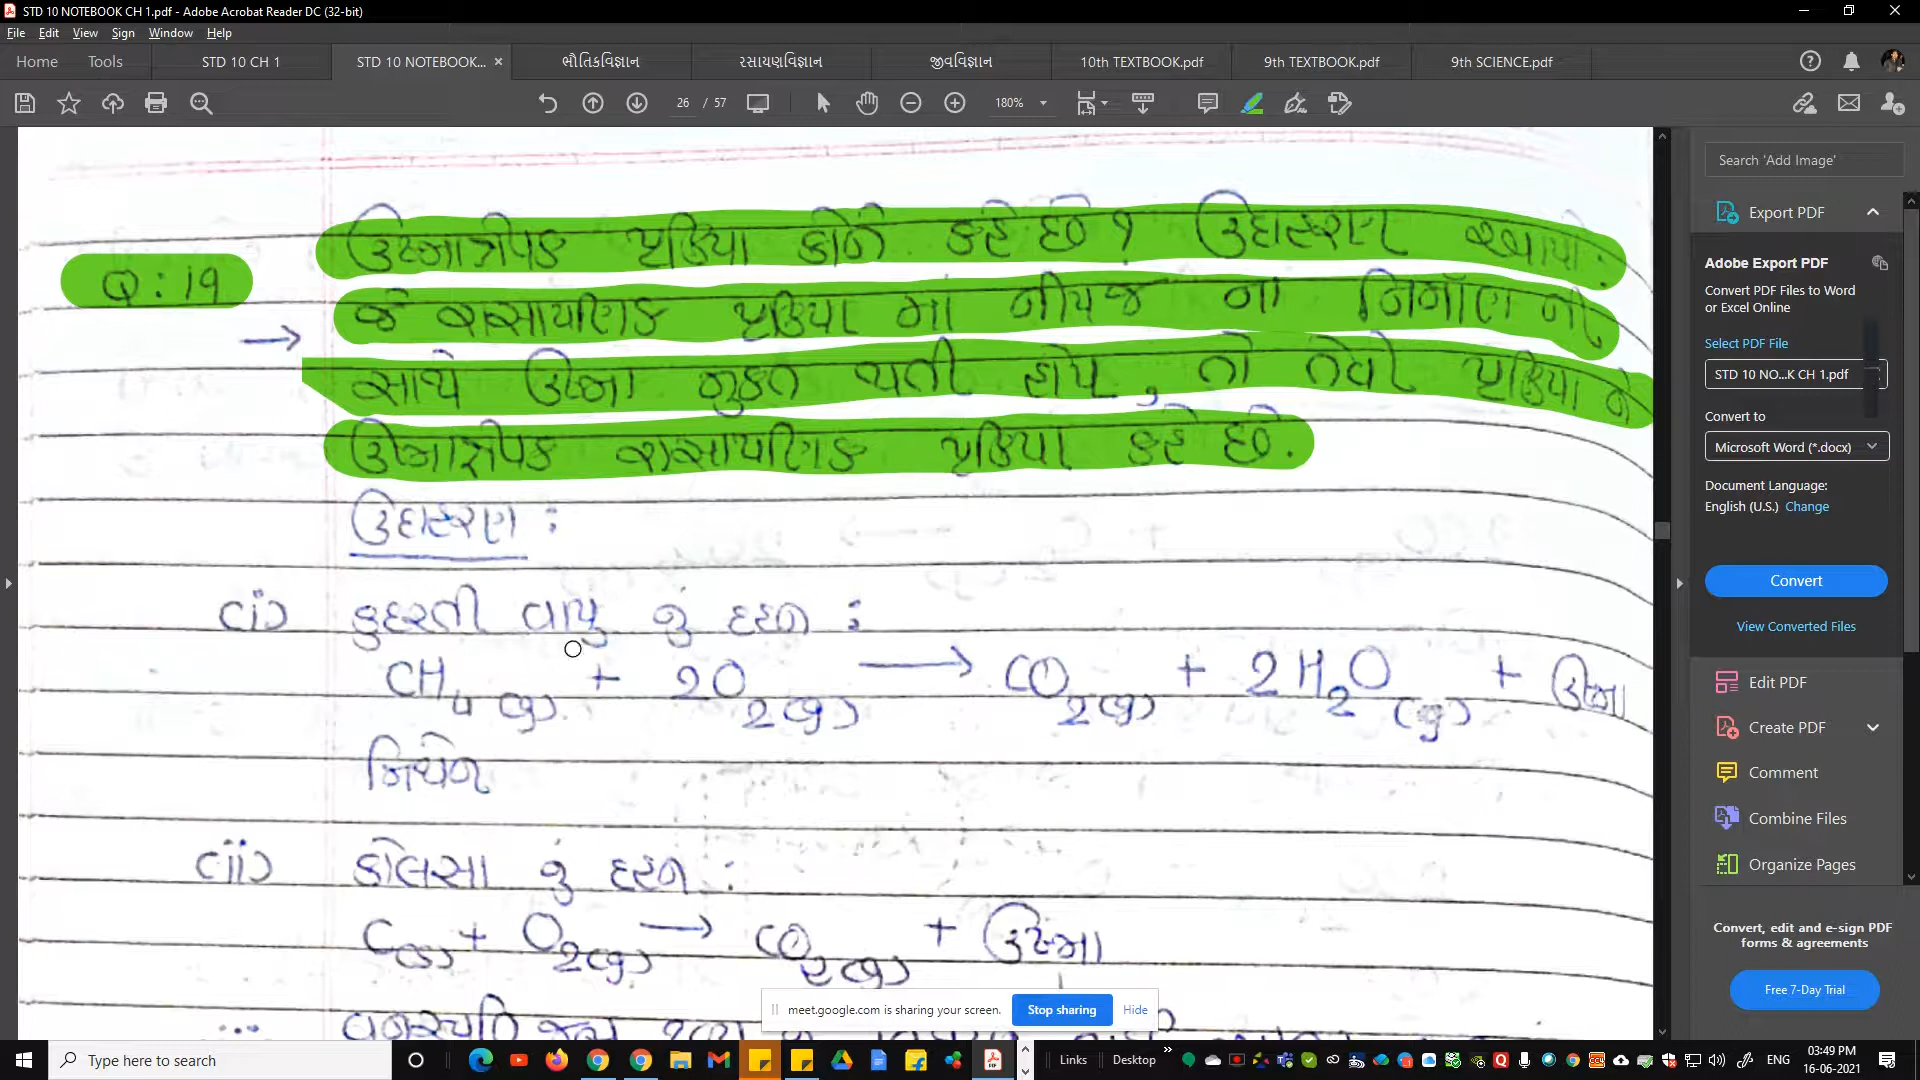 STD 10 NOTEBOOK CH 1.pdf - Adobe Acrobat Reader DC (32-bit)
File Edit View Sign Window Help
Home Tools STD 10 CH 1 STD 10 NOTEBOOK... × ભૌતિકવિજ્ઞાન રસાયણવિજ્ઞાન જીવવિજ્ઞાન 10th TEXTBOOK.pdf 9th TEXTBOOK.pdf 9th SCIENCE.pdf
26 / 57 180%
Q : 19 ઉષ્માક્ષેપક પ્રક્રિયા કોને કહે છે ? ઉદાહરણ આપો.
→ જે રાસાયણિક પ્રક્રિયા માં નીપજ ના નિર્માણ ની
સાથે ઉષ્મા મુક્ત થતી હોય, તો તેવી પ્રક્રિયા ને
ઉષ્માક્ષેપક રાસાયણિક પ્રક્રિયા કહે છે.
ઉદાહરણ :
(i) કુદરતી વાયુ નું દહન :
CH4(g) + 2O2(g) → CO2(g) + 2H2O(g) + ઉષ્મા
મિથેન
(ii) કોલસા નું દહન :
C(s) + O2(g) → CO2(g) + ઉષ્મા
Search 'Add Image'
Export PDF
Adobe Export PDF
Convert PDF Files to Word
or Excel Online
Select PDF File
STD 10 NO...K CH 1.pdf
Convert to
Microsoft Word (*.docx)
Document Language:
English (U.S.) Change
Convert
View Converted Files
Edit PDF
Create PDF
Comment
Combine Files
Organize Pages
Convert, edit and e-sign PDF
forms & agreements
Free 7-Day Trial
meet.google.com is sharing your screen. Stop sharing Hide
Type here to search Links Desktop ENG 03:49 PM
16-06-2021